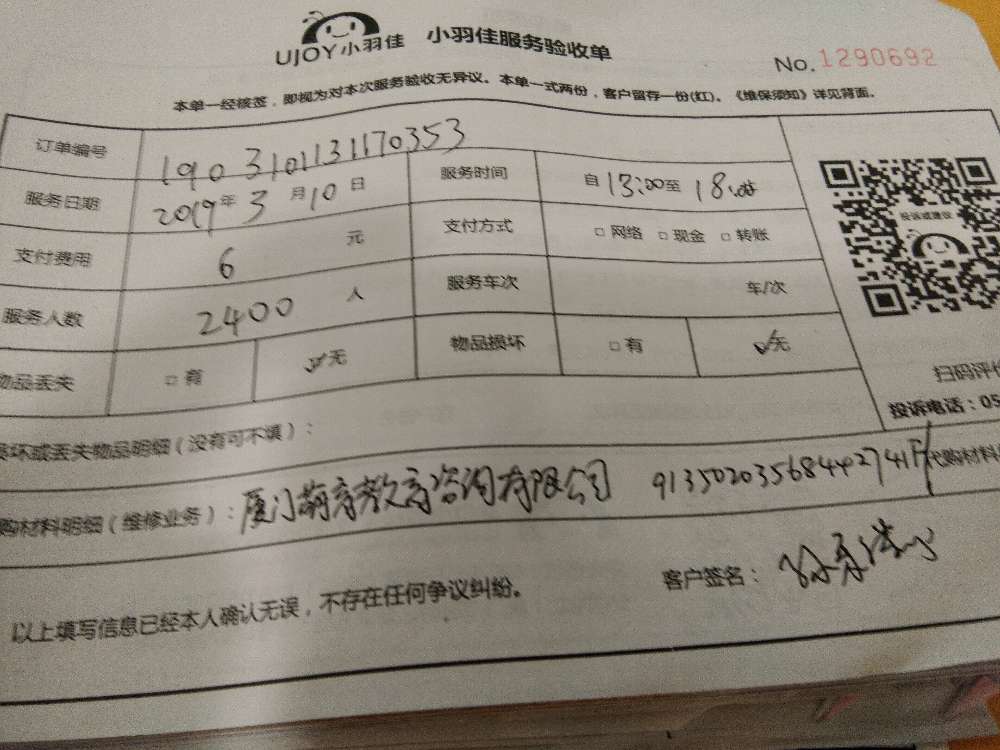 UJOY小羽佳 小羽佳服务验收单
No.1290692
本单一经核签，即视为对本次服务验收无异议。本单一式两份，客户留存一份(红)。《维保须知》详见背面。
订单编号 1903101131170353
服务日期 2019年3月10日 服务时间 自13:00至18:00
支付费用 6 元 支付方式 □网络 □现金 □转账
服务人数 2400 人 服务车次 车/次
物品丢失 □有 ☑无 物品损坏 □有 ☑无
投诉或建议
扫码评价
投诉电话：05
损坏或丢失物品明细（没有可不填）：
购材料明细（维修业务）：厦门萌育教育咨询有限公司 代购材料
以上填写信息已经本人确认无误，不存在任何争议纠纷。
客户签名：